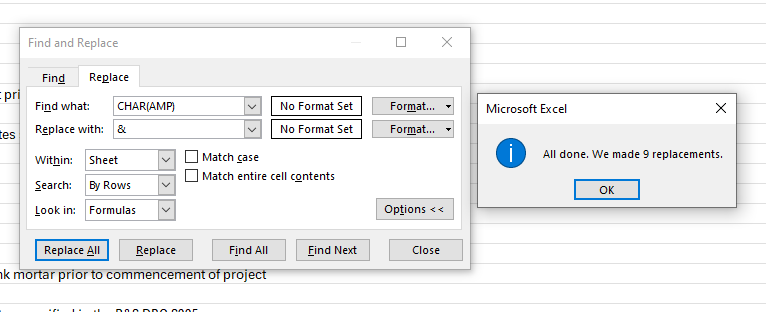 Find and Replace
Find
Replace
t pri
Find what:
CHAR(AMP)
No Format Set
Format...
Replace with:
&
No Format Set
Format...
tes
Within:
Sheet
Match case
Search:
By Rows
Match entire cell contents
Look in:
Formulas
Options <<
Replace All
Replace
Find All
Find Next
Close
Microsoft Excel
All done. We made 9 replacements.
OK
nk mortar prior to commencement of project